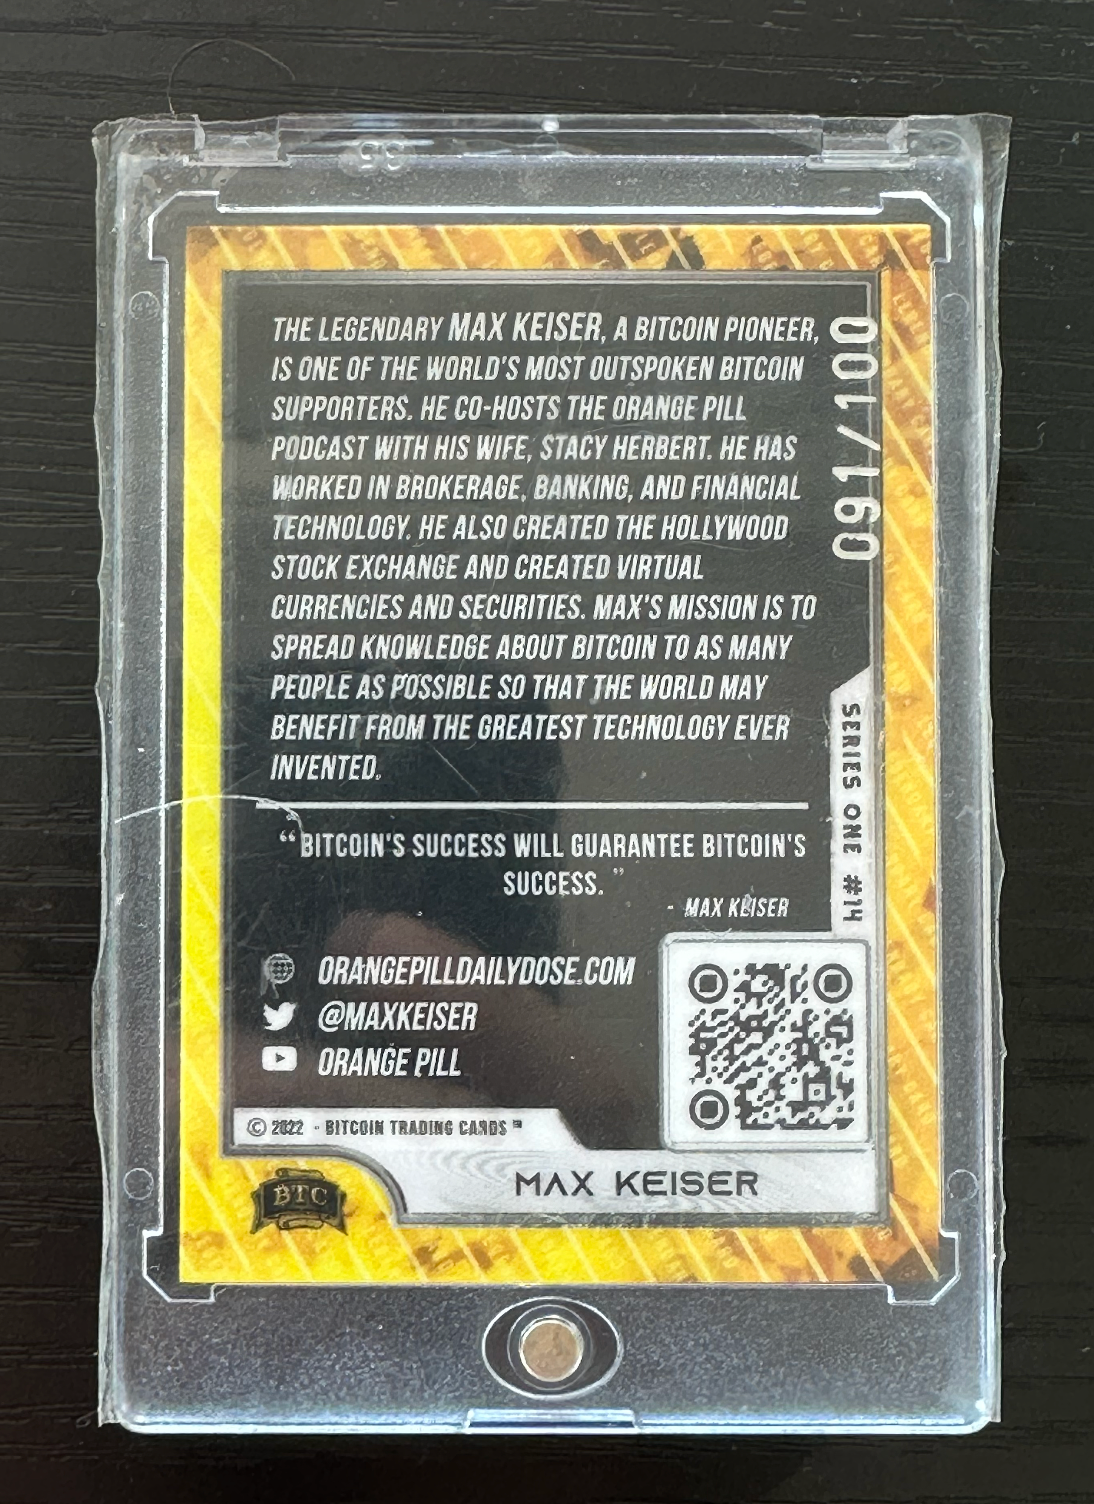 THE LEGENDARY MAX KEISER, A BITCOIN PIONEER,
IS ONE OF THE WORLD'S MOST OUTSPOKEN BITCOIN
SUPPORTERS. HE CO-HOSTS THE ORANGE PILL
PODCAST WITH HIS WIFE, STACY HERBERT. HE HAS
WORKED IN BROKERAGE, BANKING, AND FINANCIAL
TECHNOLOGY. HE ALSO CREATED THE HOLLYWOOD
STOCK EXCHANGE AND CREATED VIRTUAL
CURRENCIES AND SECURITIES. MAX'S MISSION IS TO
SPREAD KNOWLEDGE ABOUT BITCOIN TO AS MANY
PEOPLE AS POSSIBLE SO THAT THE WORLD MAY
BENEFIT FROM THE GREATEST TECHNOLOGY EVER
INVENTED.
091/100
SERIES ONE #14
“BITCOIN'S SUCCESS WILL GUARANTEE BITCOIN'S
SUCCESS.”
- MAX KEISER
ORANGEPILLDAILYDOSE.COM
@MAXKEISER
ORANGE PILL
© 2022 - BITCOIN TRADING CARDS ™
MAX KEISER
BTC